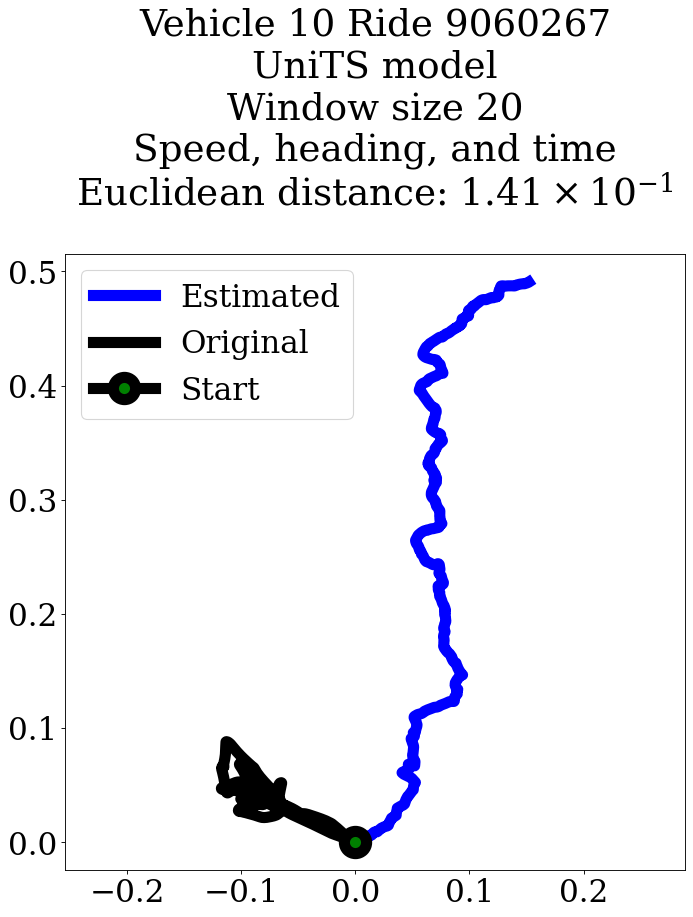 Vehicle 10 Ride 9060267
UniTS model
Window size 20
Speed, heading, and time
Euclidean distance: 1.41 × 10⁻¹
Estimated
Original
Start
0.5
0.4
0.3
0.2
0.1
0.0
−0.2 −0.1 0.0 0.1 0.2